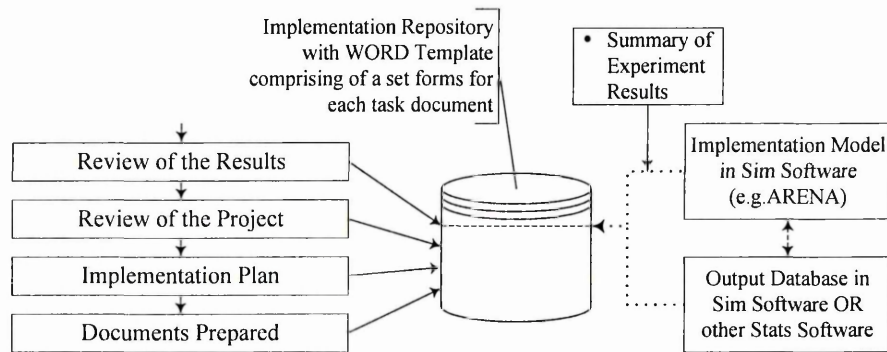 Implementation Repository
with WORD Template
comprising of a set forms for
each task document
• Summary of
Experiment
Results
Review of the Results
Review of the Project
Implementation Plan
Documents Prepared
Implementation Model
in Sim Software
(e.g.ARENA)
Output Database in
Sim Software OR
other Stats Software